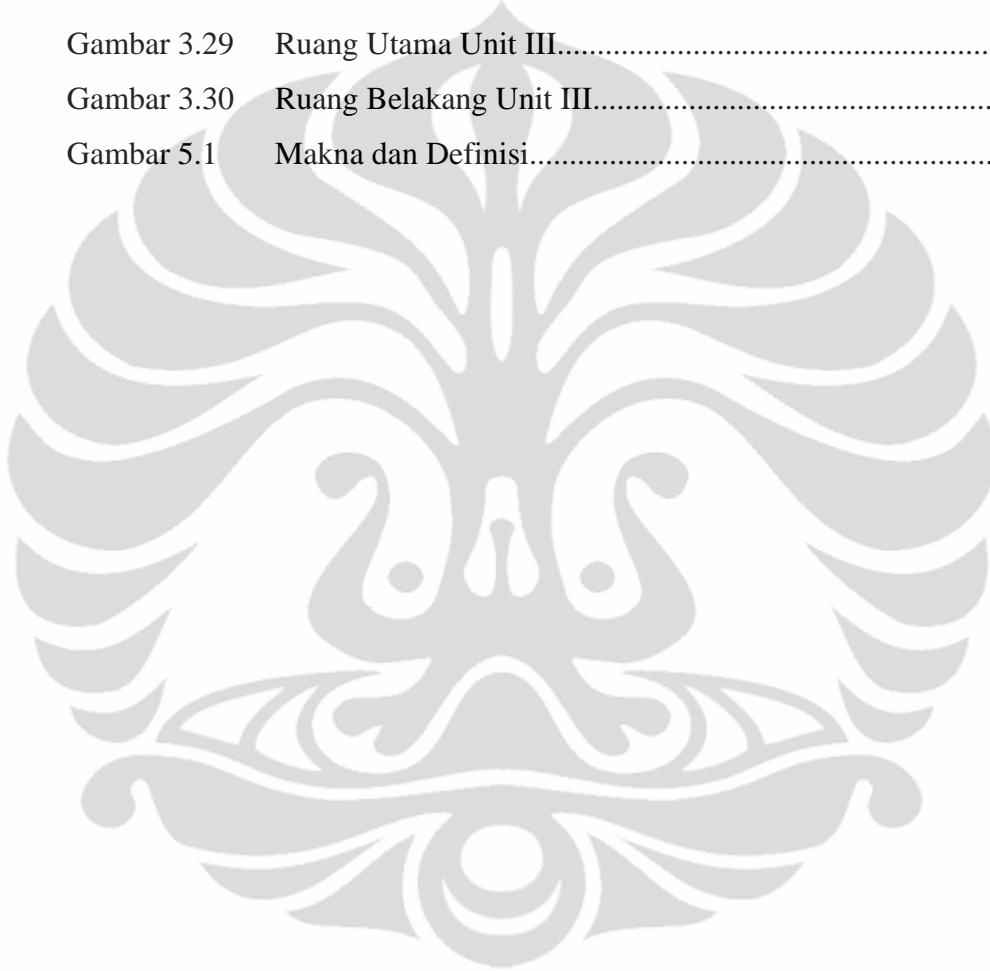 Gambar 3.29 Ruang Utama Unit III.......................................................
Gambar 3.30 Ruang Belakang Unit III..................................................
Gambar 5.1 Makna dan Definisi..........................................................